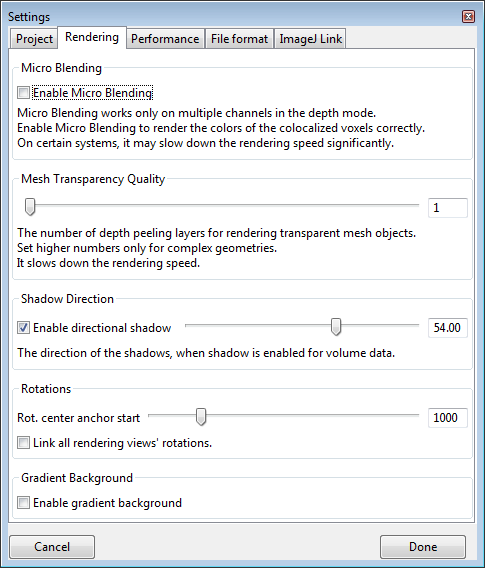 Settings
Project Rendering Performance File format ImageJ Link
Micro Blending
Enable Micro Blending
Micro Blending works only on multiple channels in the depth mode.
Enable Micro Blending to render the colors of the colocalized voxels correctly.
On certain systems, it may slow down the rendering speed significantly.
Mesh Transparency Quality
1
The number of depth peeling layers for rendering transparent mesh objects.
Set higher numbers only for complex geometries.
It slows down the rendering speed.
Shadow Direction
Enable directional shadow 54.00
The direction of the shadows, when shadow is enabled for volume data.
Rotations
Rot. center anchor start 1000
Link all rendering views' rotations.
Gradient Background
Enable gradient background
Cancel Done